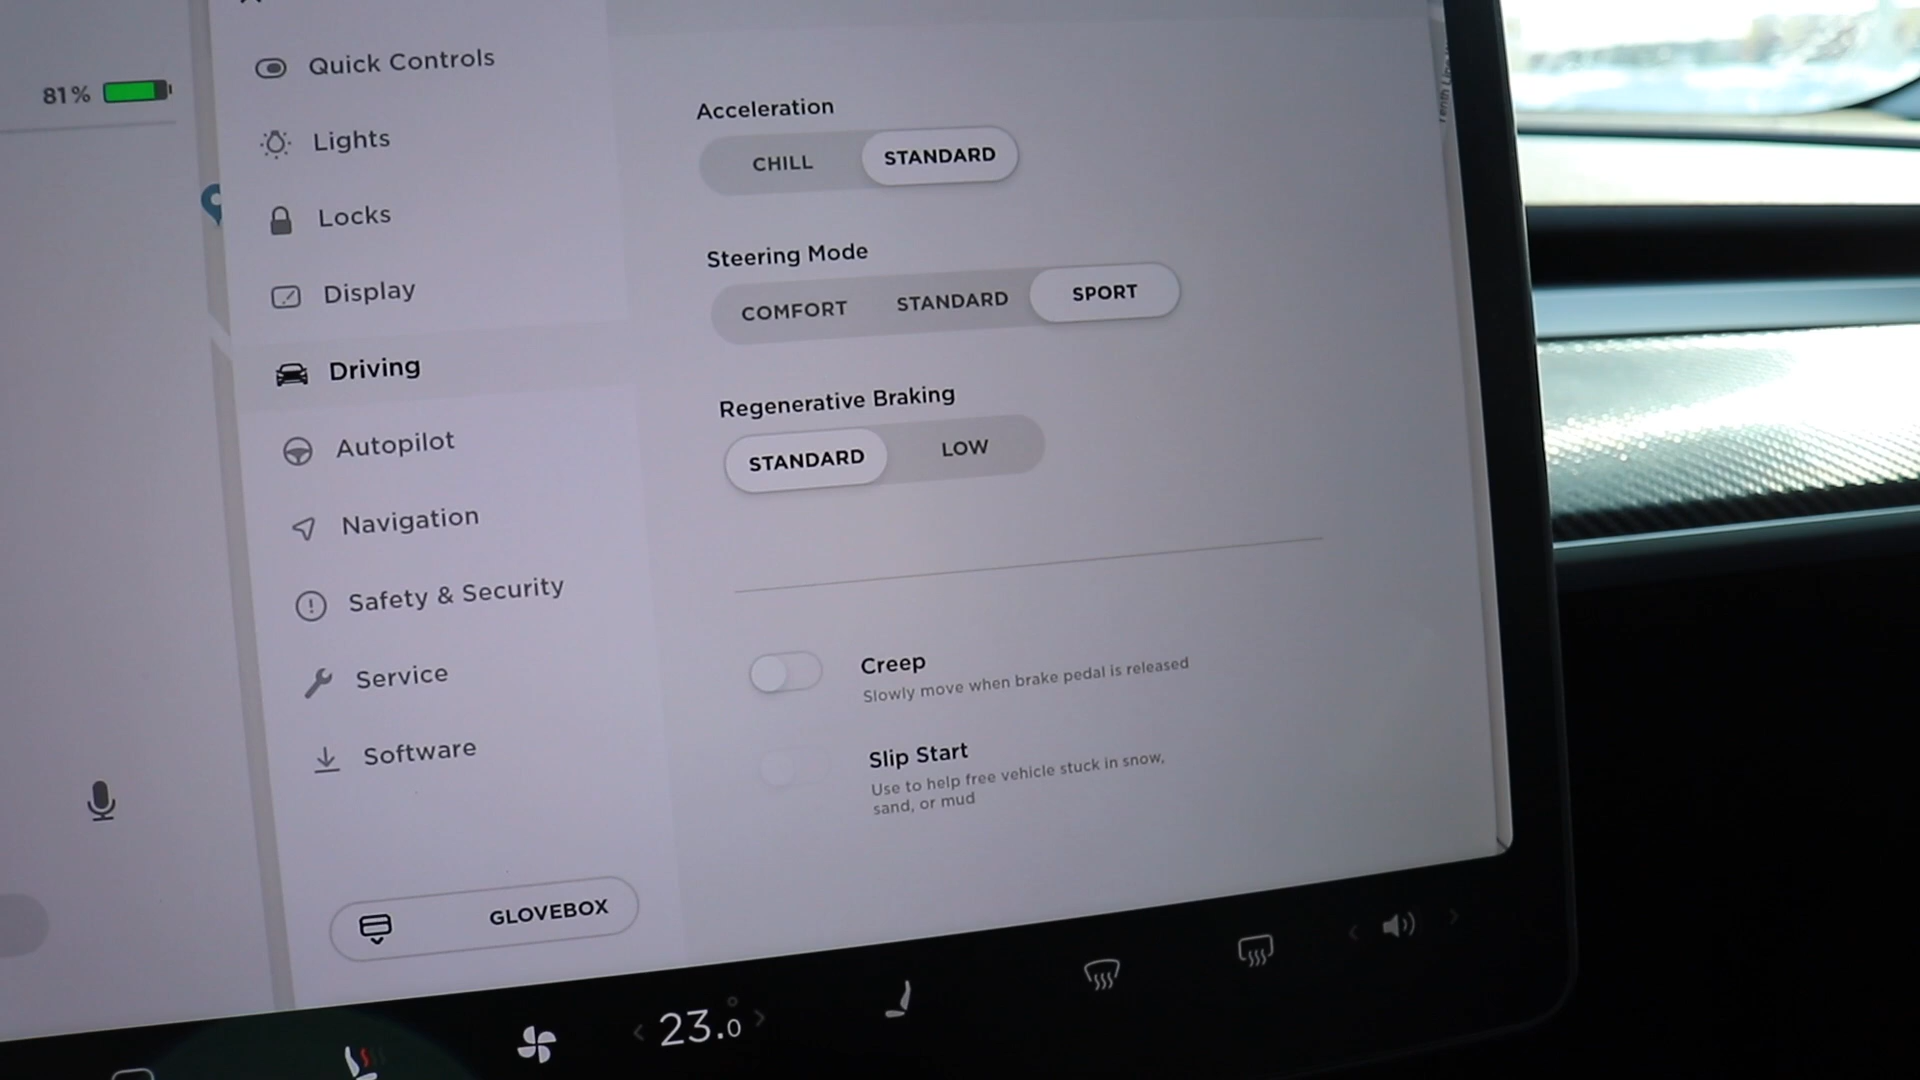 81%
Quick Controls
Lights
Locks
Display
Driving
Autopilot
Navigation
Safety & Security
Service
Software
GLOVEBOX
Acceleration
CHILL STANDARD
Steering Mode
COMFORT STANDARD SPORT
Regenerative Braking
STANDARD LOW
Creep
Slowly move when brake pedal is released
Slip Start
Use to help free vehicle stuck in snow,
sand, or mud
23.0°